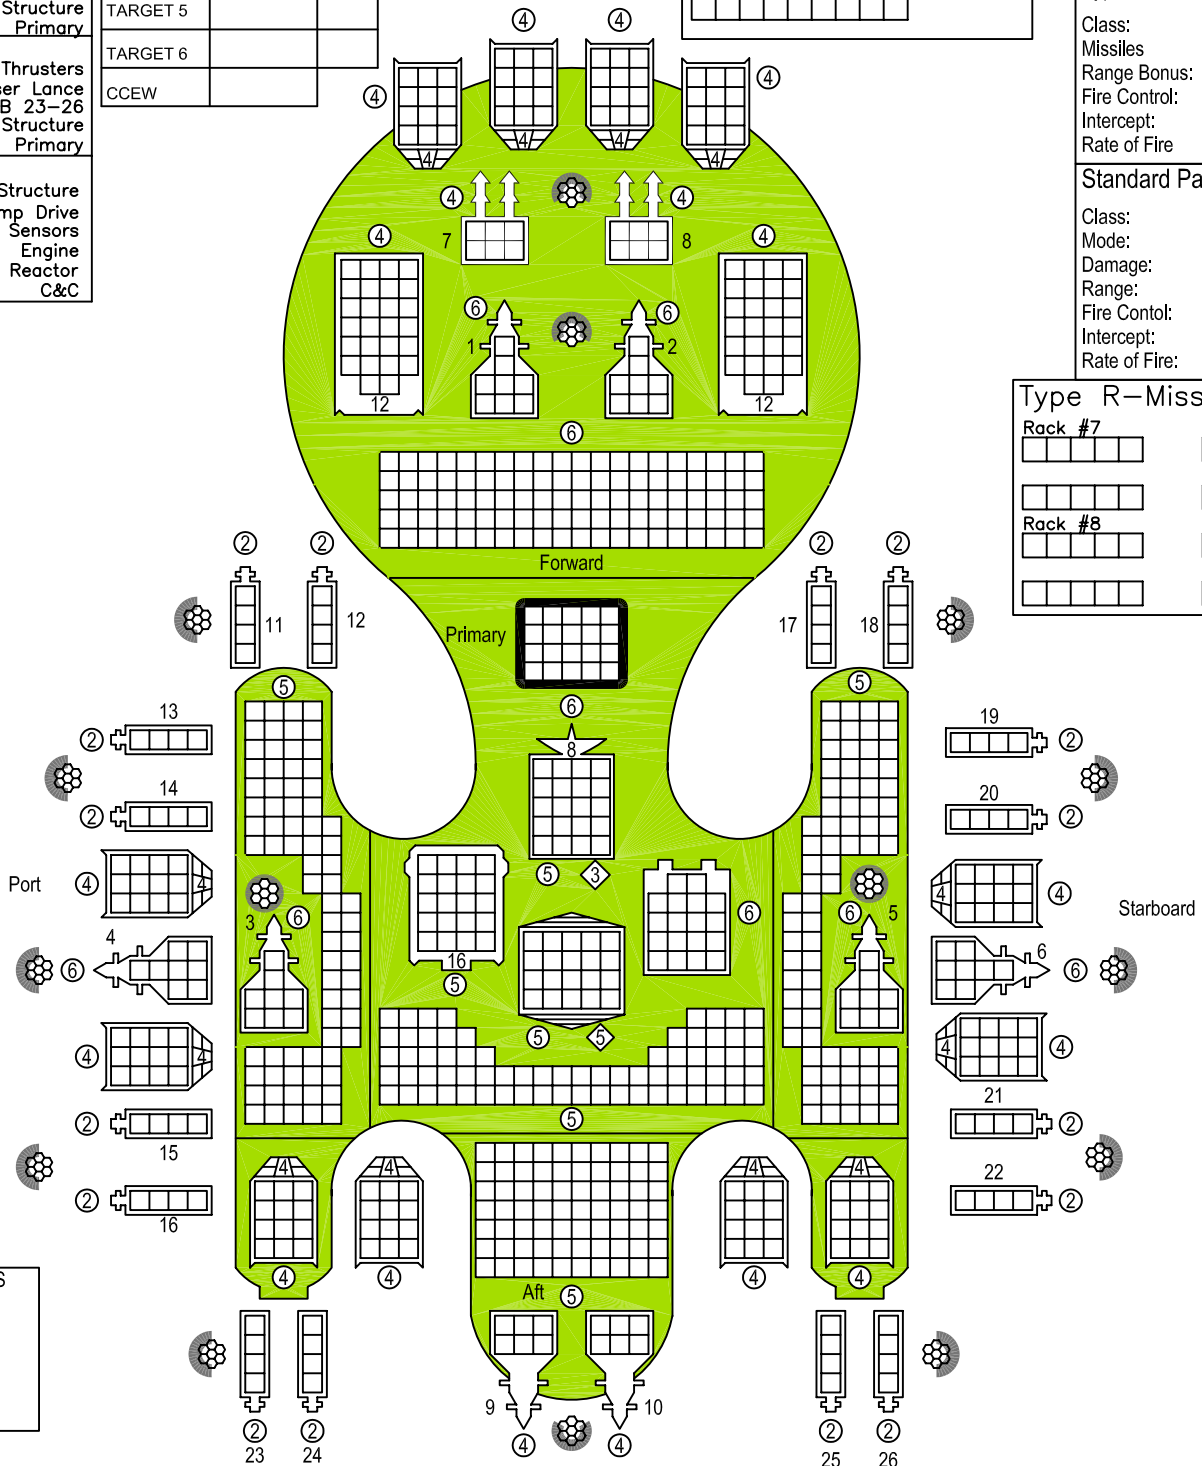 Structure
Primary
Thrusters
ser Lance
B 23-26
Structure
Primary
Structure
mp Drive
Sensors
Engine
Reactor
C&C
TARGET 5
TARGET 6
CCEW
Class:
Missiles
Range Bonus:
Fire Control:
Intercept:
Rate of Fire
Standard Pa
Class:
Mode:
Damage:
Range:
Fire Contol:
Intercept:
Rate of Fire:
Type R-Miss
Rack #7
Rack #8
4 4
4 4
4 4 4 4
4 4
7 8
4 4
6 6
1 2
12 12
6
Forward
2 2 2 2
11 12 17 18
Primary
5 5
6
13 19
2 8 2
14 20
2 2
Port 4 4 5 3 4 4 Starboard
3 6 6 6 5
4 6
6 16 6
5
4 4 5 5 4 4
2 21 2
15 5
22
2 4 4 4 4 2
16
4 4 4 4
S
Aft 5
9 10
2 2 4 4 2 2
23 24 25 26